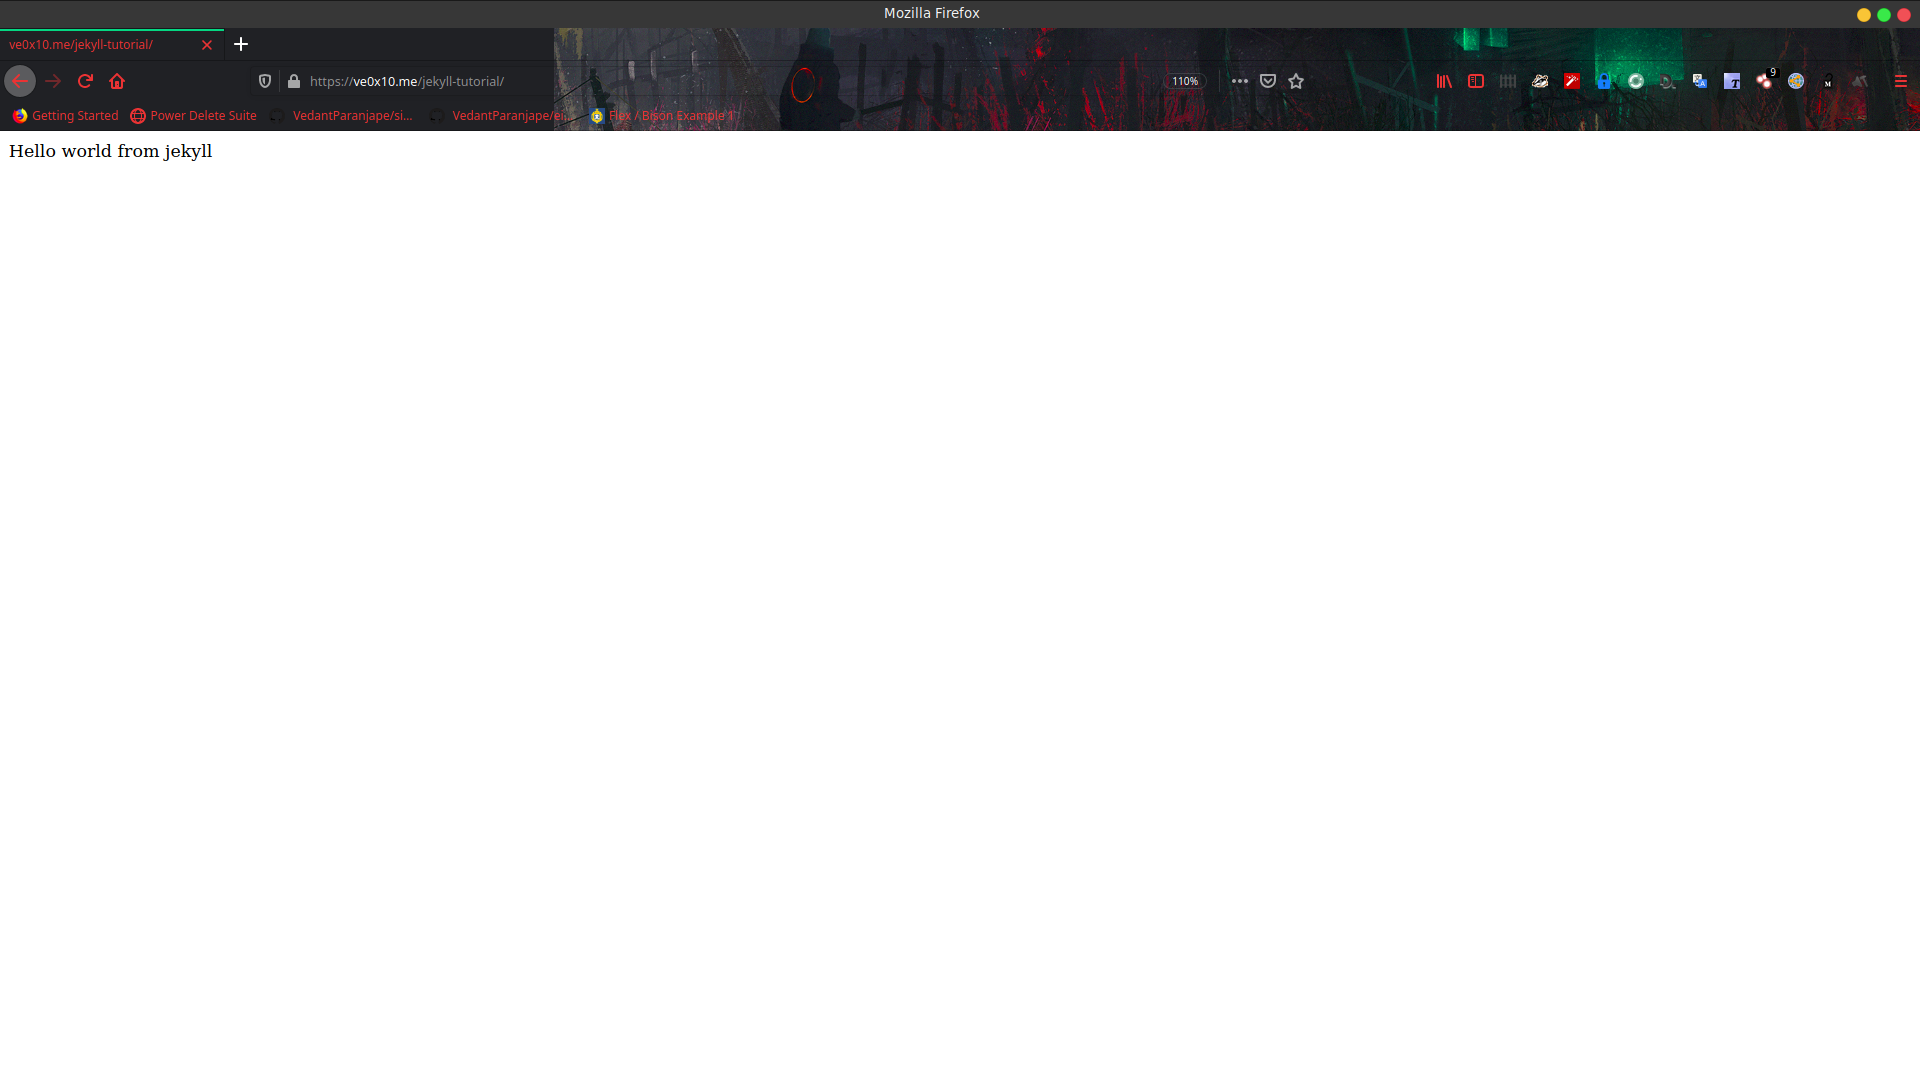 Mozilla Firefox
ve0x10.me/jekyll-tutorial/
https://ve0x10.me/jekyll-tutorial/
110%
9
Getting Started
Power Delete Suite
VedantParanjape/si...
VedantParanjape/ei...
Flex / Bison Example 1
Hello world from jekyll